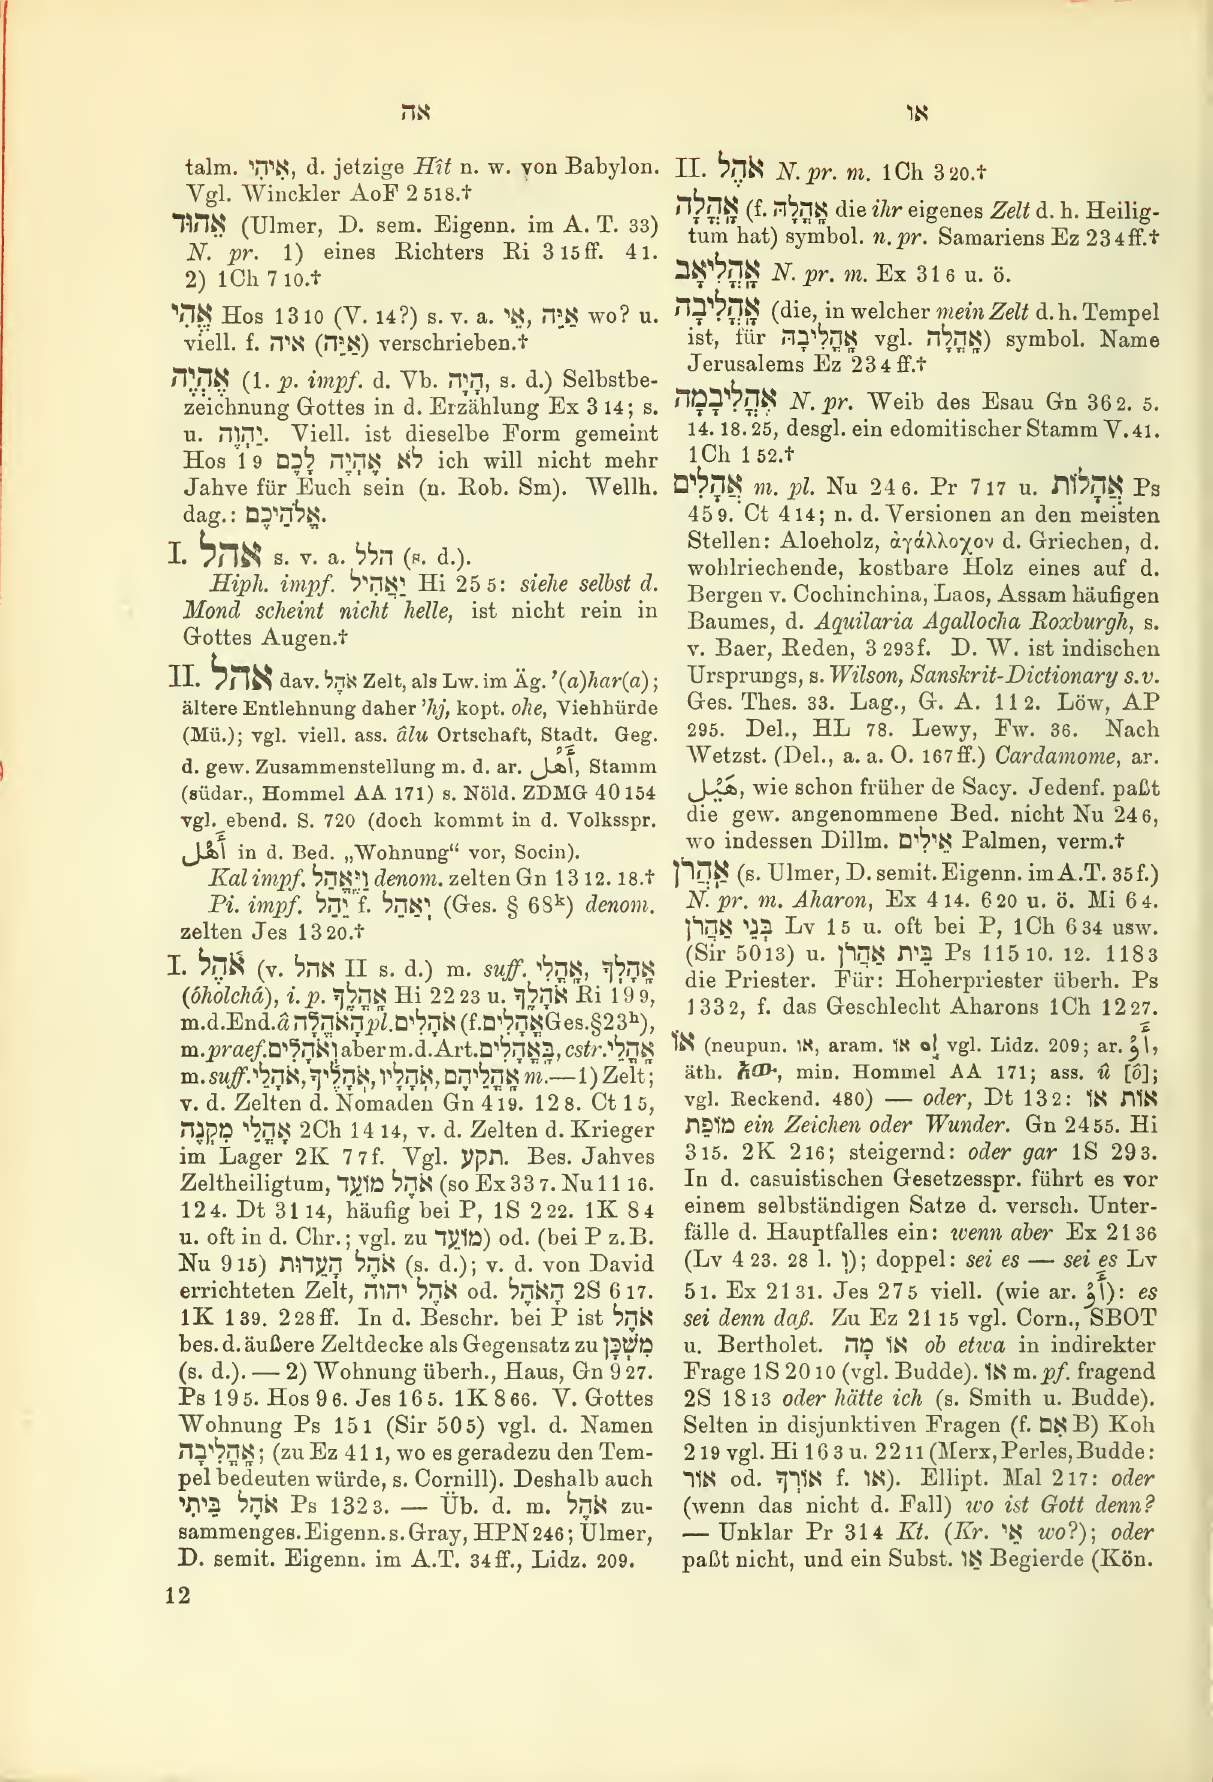 אה
או
talm. אִיהִי, d. jetzige Hît n. w. von Babylon.
Vgl. Winckler AoF 2 518.†
אֵהוּד (Ulmer, D. sem. Eigenn. im A. T. 33)
N. pr. 1) eines Richters Ri 3 15 ff. 4 1.
2) 1Ch 7 10.†
אֱהִי Hos 13 10 (V. 14?) s. v. a. אַיֵּה, אֵי wo? u.
viell. f. איה (אַיֵּה) verschrieben.†
אֶהְיֶה (1. p. impf. d. Vb. הָיָה, s. d.) Selbstbe-
zeichnung Gottes in d. Erzählung Ex 3 14; s.
u. יַהְוֶה. Viell. ist dieselbe Form gemeint
Hos 1 9 לֹא אֶהְיֶה לָכֶם ich will nicht mehr
Jahve für Euch sein (n. Rob. Sm). Wellh.
dag.: אֱלֹהֵיכֶם.
I. אהל s. v. a. הלל (s. d.).
Hiph. impf. יַאֲהִיל Hi 25 5: siehe selbst d.
Mond scheint nicht helle, ist nicht rein in
Gottes Augen.†
II. אהל dav. אֹהֶל Zelt, als Lw. im Äg. ’(a)har(a);
ältere Entlehnung daher ’hj, kopt. ohe, Viehhürde
(Mü.); vgl. viell. ass. âlu Ortschaft, Stadt. Geg.
d. gew. Zusammenstellung m. d. ar. أَهْل, Stamm
(südar., Hommel AA 171) s. Nöld. ZDMG 40 154
vgl. ebend. S. 720 (doch kommt in d. Volksspr.
أَهْل in d. Bed. „Wohnung“ vor, Socin).
Kal impf. וַיֶּאֱהַל denom. zelten Gn 13 12. 18.†
Pi. impf. יַהֵל f. יְאַהֵל (Ges. § 68k) denom.
zelten Jes 13 20.†
I. אֹהֶל (v. אהל II s. d.) m. suff. אָהֳלִי, אָהָלְךָ
(óhŏlchá), i. p. אָהֳלֶךָ Hi 22 23 u. אֹהָלֶךָ Ri 19 9,
m.d.End. â הָאֹהֱלָה pl. אֹהָלִים (f. אֳהָלִים Ges. § 23h),
m. praef. וְאֹהָלִים aber m.d.Art. בָּאֳהָלִים, cstr. אָהֳלֵי
m. suff. אֹהָלַי, אֹהָלֶיךָ, אֹהָלָיו, אָהֳלֵיהֶם m. — 1) Zelt;
v. d. Zelten d. Nomaden Gn 4 19. 12 8. Ct 1 5,
אָהֳלֵי מִקְנֶה 2Ch 14 14, v. d. Zelten d. Krieger
im Lager 2K 7 7 f. Vgl. תקע. Bes. Jahves
Zeltheiligtum, אֹהֶל מוֹעֵד (so Ex 33 7. Nu 11 16.
12 4. Dt 31 14, häufig bei P, 1S 2 22. 1K 8 4
u. oft in d. Chr.; vgl. zu מוֹעֵד) od. (bei P z. B.
Nu 9 15) אֹהֶל הָעֵדוּת (s. d.); v. d. von David
errichteten Zelt, אֹהֶל יהוה od. הָאֹהֶל 2S 6 17.
1K 1 39. 2 28 ff. In d. Beschr. bei P ist אֹהֶל
bes. d. äußere Zeltdecke als Gegensatz zu מִשְׁכָּן
(s. d.). — 2) Wohnung überh., Haus, Gn 9 27.
Ps 19 5. Hos 9 6. Jes 16 5. 1K 8 66. V. Gottes
Wohnung Ps 15 1 (Sir 50 5) vgl. d. Namen
אָהֳלִיבָה; (zu Ez 41 1, wo es geradezu den Tem-
pel bedeuten würde, s. Cornill). Deshalb auch
אֹהֶל בֵּיתִי Ps 132 3. — Üb. d. m. אֹהֶל zu-
sammenges. Eigenn. s. Gray, HPN 246; Ulmer,
D. semit. Eigenn. im A.T. 34 ff., Lidz. 209.
II. אֹהֶל N. pr. m. 1Ch 3 20.†
אָהֳלָה (f. אָהֳלָהּ die ihr eigenes Zelt d. h. Heilig-
tum hat) symbol. n. pr. Samariens Ez 23 4 ff.†
אָהֳלִיאָב N. pr. m. Ex 31 6 u. ö.
אָהֳלִיבָה (die, in welcher mein Zelt d. h. Tempel
ist, für אָהֳלִיבָהּ vgl. אָהֳלָה) symbol. Name
Jerusalems Ez 23 4 ff.†
אָהֳלִיבָמָה N. pr. Weib des Esau Gn 36 2. 5.
14. 18. 25, desgl. ein edomitischer Stamm V. 41.
1Ch 1 52.†
אֲהָלִים m. pl. Nu 24 6. Pr 7 17 u. אֲהָלוֹת Ps
45 9. Ct 4 14; n. d. Versionen an den meisten
Stellen: Aloeholz, ἀγάλλοχον d. Griechen, d.
wohlriechende, kostbare Holz eines auf d.
Bergen v. Cochinchina, Laos, Assam häufigen
Baumes, d. Aquilaria Agallocha Roxburgh, s.
v. Baer, Reden, 3 293 f. D. W. ist indischen
Ursprungs, s. Wilson, Sanskrit-Dictionary s.v.
Ges. Thes. 33. Lag., G. A. 112. Löw, AP
295. Del., HL 78. Lewy, Fw. 36. Nach
Wetzst. (Del., a. a. O. 167 ff.) Cardamome, ar.
هَيْل, wie schon früher de Sacy. Jedenf. paßt
die gew. angenommene Bed. nicht Nu 24 6,
wo indessen Dillm. אֵילִים Palmen, verm.†
אַהֲרֹן (s. Ulmer, D. semit. Eigenn. im A.T. 35 f.)
N. pr. m. Aharon, Ex 4 14. 6 20 u. ö. Mi 6 4.
בְּנֵי אַהֲרֹן Lv 1 5 u. oft bei P, 1Ch 6 34 usw.
(Sir 50 13) u. בֵּית אַהֲרֹן Ps 115 10. 12. 118 3
die Priester. Für: Hoherpriester überh. Ps
133 2, f. das Geschlecht Aharons 1Ch 12 27.
אוֹ (neupun. או, aram. או ܐܘ vgl. Lidz. 209; ar. أَوْ,
äth. አው, min. Hommel AA 171; ass. û [ô];
vgl. Reckend. 480) — oder, Dt 13 2: אוֹת אוֹ
מוֹפֵת ein Zeichen oder Wunder. Gn 24 55. Hi
3 15. 2K 2 16; steigernd: oder gar 1S 29 3.
In d. casuistischen Gesetzesspr. führt es vor
einem selbständigen Satze d. versch. Unter-
fälle d. Hauptfalles ein: wenn aber Ex 21 36
(Lv 4 23. 28 l. וְ); doppel: sei es — sei es Lv
5 1. Ex 21 31. Jes 27 5 viell. (wie ar. أَوْ): es
sei denn daß. Zu Ez 21 15 vgl. Corn., SBOT
u. Bertholet. אוֹ מָה ob etwa in indirekter
Frage 1S 20 10 (vgl. Budde). אוֹ m. pf. fragend
2S 18 13 oder hätte ich (s. Smith u. Budde).
Selten in disjunktiven Fragen (f. אִם B) Koh
2 19 vgl. Hi 16 3 u. 22 11 (Merx, Perles, Budde:
אוֹר od. אוֹרְךָ f. או). Ellipt. Mal 2 17: oder
(wenn das nicht d. Fall) wo ist Gott denn?
— Unklar Pr 31 4 Kt. (Kr. אֵי wo?); oder
paßt nicht, und ein Subst. אַו Begierde (Kön.
12